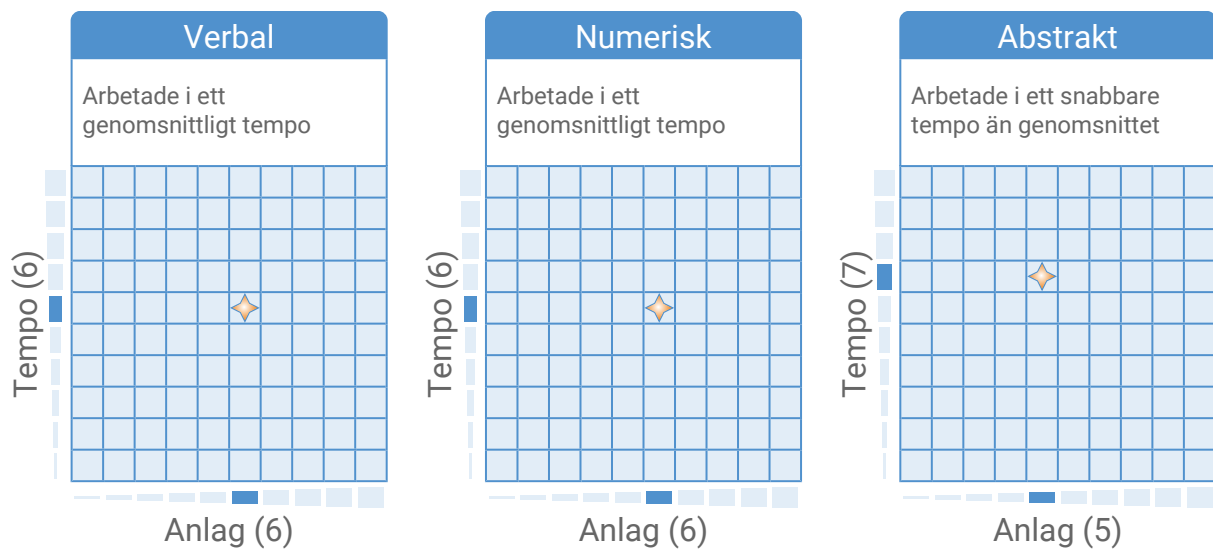 Verbal
Arbetade i ett
genomsnittligt tempo
Tempo (6)
Anlag (6)
Numerisk
Arbetade i ett
genomsnittligt tempo
Tempo (6)
Anlag (6)
Abstrakt
Arbetade i ett snabbare
tempo än genomsnittet
Tempo (7)
Anlag (5)